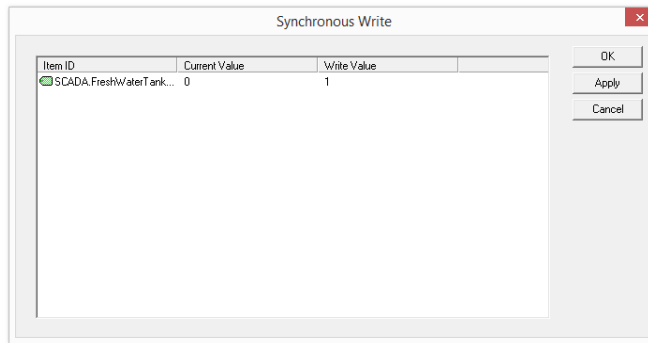 Synchronous Write
Item ID Current Value Write Value
SCADA.FreshWaterTank... 0 1
OK
Apply
Cancel